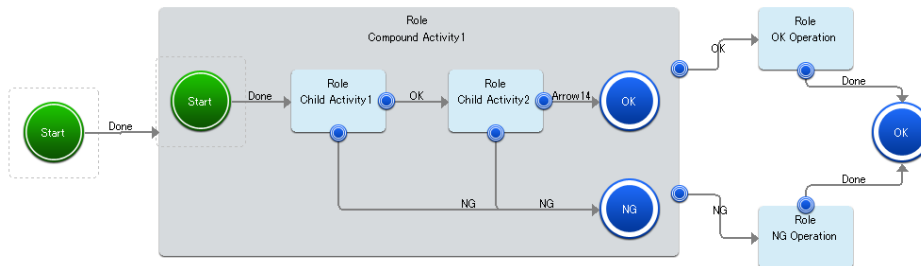 Role
Compound Activity1
Start
Done
Start
Done
Role
Child Activity1
OK
Role
Child Activity2
Arrow14
OK
NG
NG
NG
OK
Role
OK Operation
Done
OK
NG
Role
NG Operation
Done